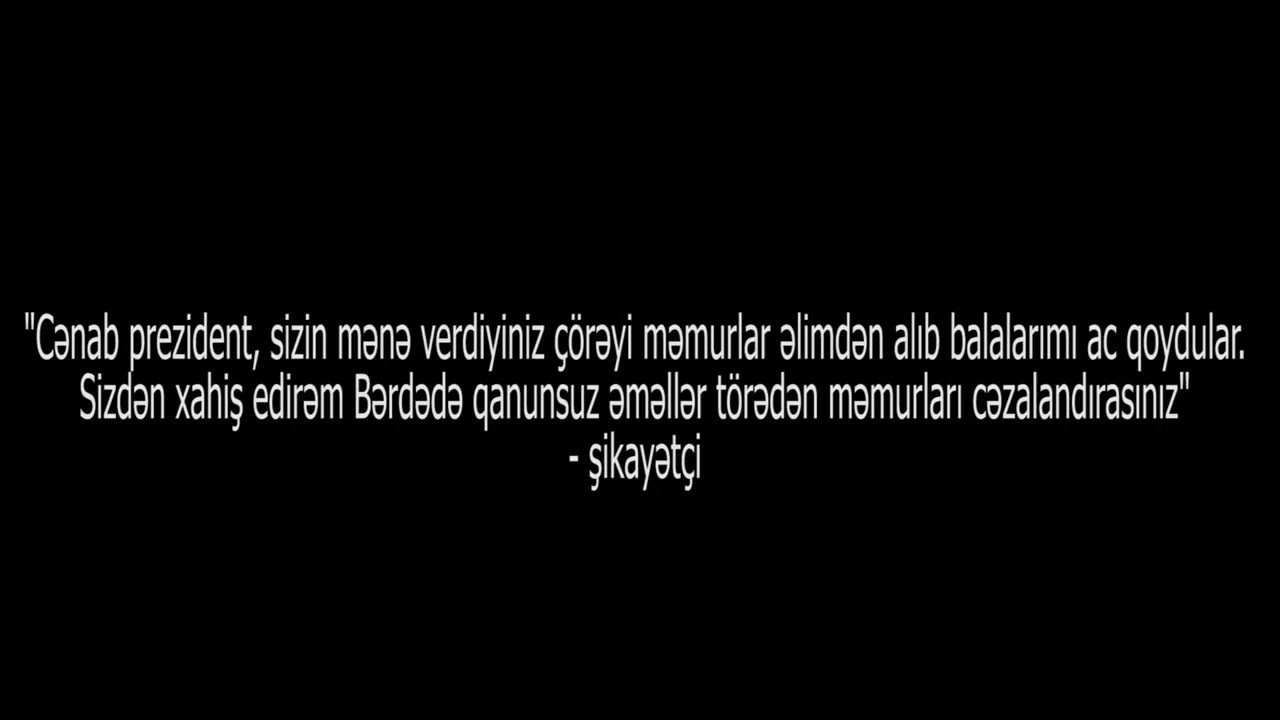 "Cənab prezident, sizin mənə verdiyiniz çörəyi məmurlar əlimdən alıb balalarımı ac qoydular.
Sizdən xahiş edirəm Bərdədə qanunsuz əməllər törədən məmurları cəzalandırasınız"
- şikayətçi